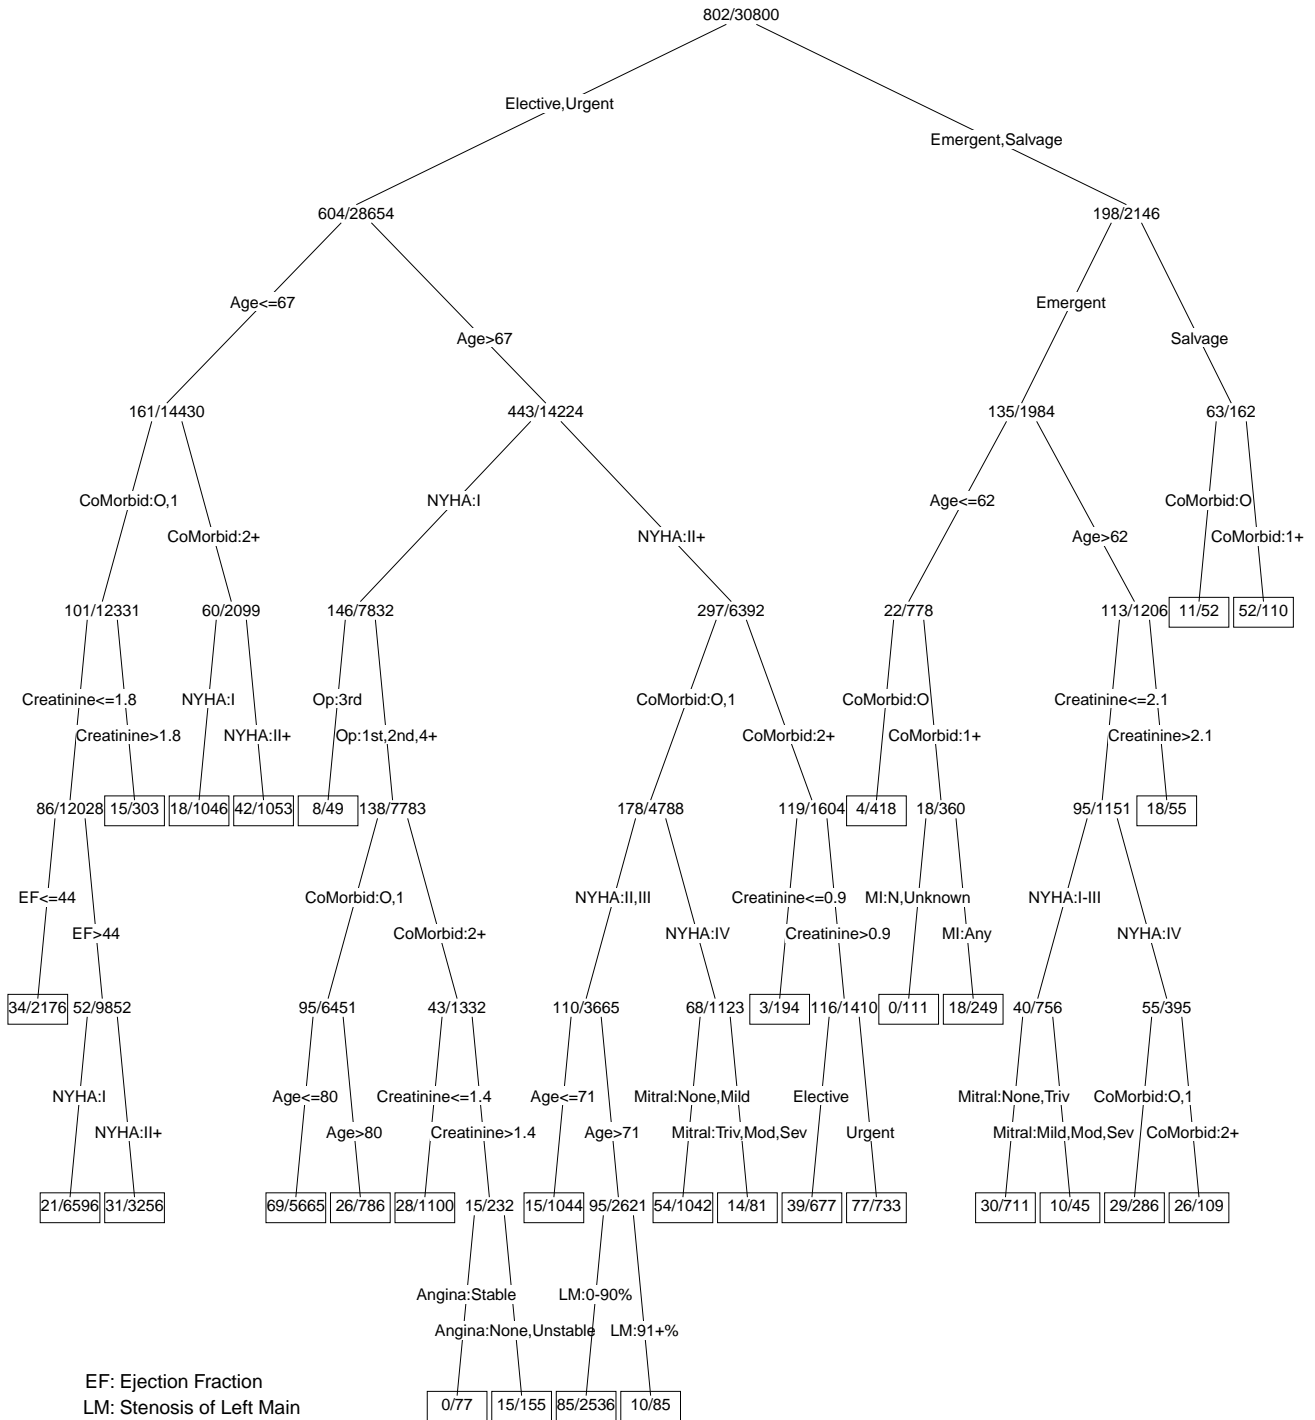 802/30800
Elective,Urgent
Emergent,Salvage
604/28654
198/2146
Age<=67
Emergent
Age>67
Salvage
161/14430
443/14224
135/1984
63/162
CoMorbid:O,1
NYHA:I
Age<=62
CoMorbid:O
CoMorbid:2+
NYHA:II+
Age>62
CoMorbid:1+
101/12331
60/2099
146/7832
297/6392
22/778
113/1206
11/52
52/110
Creatinine<=1.8
NYHA:I
Op:3rd
CoMorbid:O,1
CoMorbid:O
Creatinine<=2.1
Creatinine>1.8
NYHA:II+
Op:1st,2nd,4+
CoMorbid:2+
CoMorbid:1+
Creatinine>2.1
86/12028
15/303
18/1046
42/1053
8/49
138/7783
178/4788
119/1604
4/418
18/360
95/1151
18/55
EF<=44
CoMorbid:O,1
NYHA:II,III
Creatinine<=0.9
MI:N,Unknown
NYHA:I-III
EF>44
CoMorbid:2+
NYHA:IV
Creatinine>0.9
MI:Any
NYHA:IV
34/2176
52/9852
95/6451
43/1332
110/3665
68/1123
3/194
116/1410
0/111
18/249
40/756
55/395
NYHA:I
Age<=80
Creatinine<=1.4
Age<=71
Mitral:None,Mild
Elective
Mitral:None,Triv
CoMorbid:O,1
NYHA:II+
Age>80
Creatinine>1.4
Age>71
Mitral:Triv,Mod,Sev
Urgent
Mitral:Mild,Mod,Sev
CoMorbid:2+
21/6596
31/3256
69/5665
26/786
28/1100
15/232
15/1044
95/2621
54/1042
14/81
39/677
77/733
30/711
10/45
29/286
26/109
Angina:Stable
LM:0-90%
Angina:None,Unstable
LM:91+%
EF: Ejection Fraction
LM: Stenosis of Left Main
0/77
15/155
85/2536
10/85